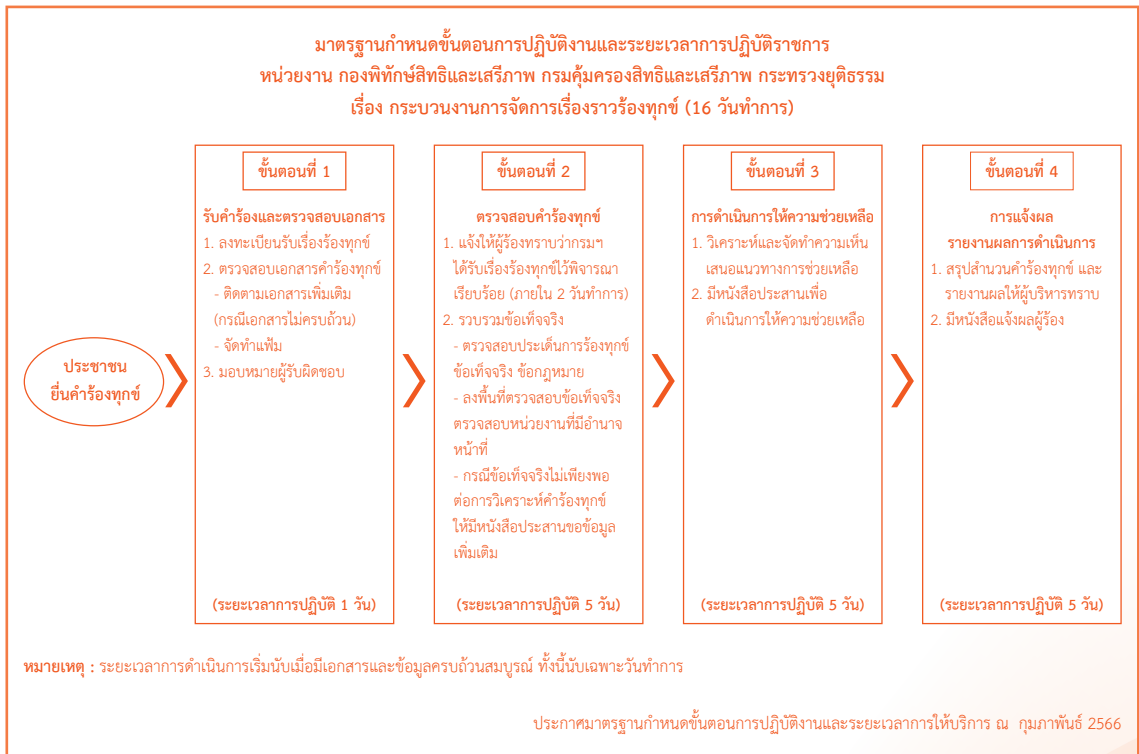 มาตรฐานกำหนดขั้นตอนการปฏิบัติงานและระยะเวลาการปฏิบัติราชการ
หน่วยงาน กองพิทักษ์สิทธิและเสรีภาพ กรมคุ้มครองสิทธิและเสรีภาพ กระทรวงยุติธรรม
เรื่อง กระบวนงานการจัดการเรื่องราวร้องทุกข์ (16 วันทำการ)
ประชาชน
ยื่นคำร้องทุกข์
ขั้นตอนที่ 1
รับคำร้องและตรวจสอบเอกสาร
1. ลงทะเบียนรับเรื่องร้องทุกข์
2. ตรวจสอบเอกสารคำร้องทุกข์
- ติดตามเอกสารเพิ่มเติม
(กรณีเอกสารไม่ครบถ้วน)
- จัดทำแฟ้ม
3. มอบหมายผู้รับผิดชอบ
(ระยะเวลาการปฏิบัติ 1 วัน)
ขั้นตอนที่ 2
ตรวจสอบคำร้องทุกข์
1. แจ้งให้ผู้ร้องทราบว่ากรมฯ
ได้รับเรื่องร้องทุกข์ไว้พิจารณา
เรียบร้อย (ภายใน 2 วันทำการ)
2. รวบรวมข้อเท็จจริง
- ตรวจสอบประเด็นการร้องทุกข์
ข้อเท็จจริง ข้อกฎหมาย
- ลงพื้นที่ตรวจสอบข้อเท็จจริง
ตรวจสอบหน่วยงานที่มีอำนาจ
หน้าที่
- กรณีข้อเท็จจริงไม่เพียงพอ
ต่อการวิเคราะห์คำร้องทุกข์
ให้มีหนังสือประสานขอข้อมูล
เพิ่มเติม
(ระยะเวลาการปฏิบัติ 5 วัน)
ขั้นตอนที่ 3
การดำเนินการให้ความช่วยเหลือ
1. วิเคราะห์และจัดทำความเห็น
เสนอแนวทางการช่วยเหลือ
2. มีหนังสือประสานเพื่อ
ดำเนินการให้ความช่วยเหลือ
(ระยะเวลาการปฏิบัติ 5 วัน)
ขั้นตอนที่ 4
การแจ้งผล
รายงานผลการดำเนินการ
1. สรุปสำนวนคำร้องทุกข์ และ
รายงานผลให้ผู้บริหารทราบ
2. มีหนังสือแจ้งผลผู้ร้อง
(ระยะเวลาการปฏิบัติ 5 วัน)
หมายเหตุ : ระยะเวลาการดำเนินการเริ่มนับเมื่อมีเอกสารและข้อมูลครบถ้วนสมบูรณ์ ทั้งนี้นับเฉพาะวันทำการ
ประกาศมาตรฐานกำหนดขั้นตอนการปฏิบัติงานและระยะเวลาการให้บริการ ณ กุมภาพันธ์ 2566